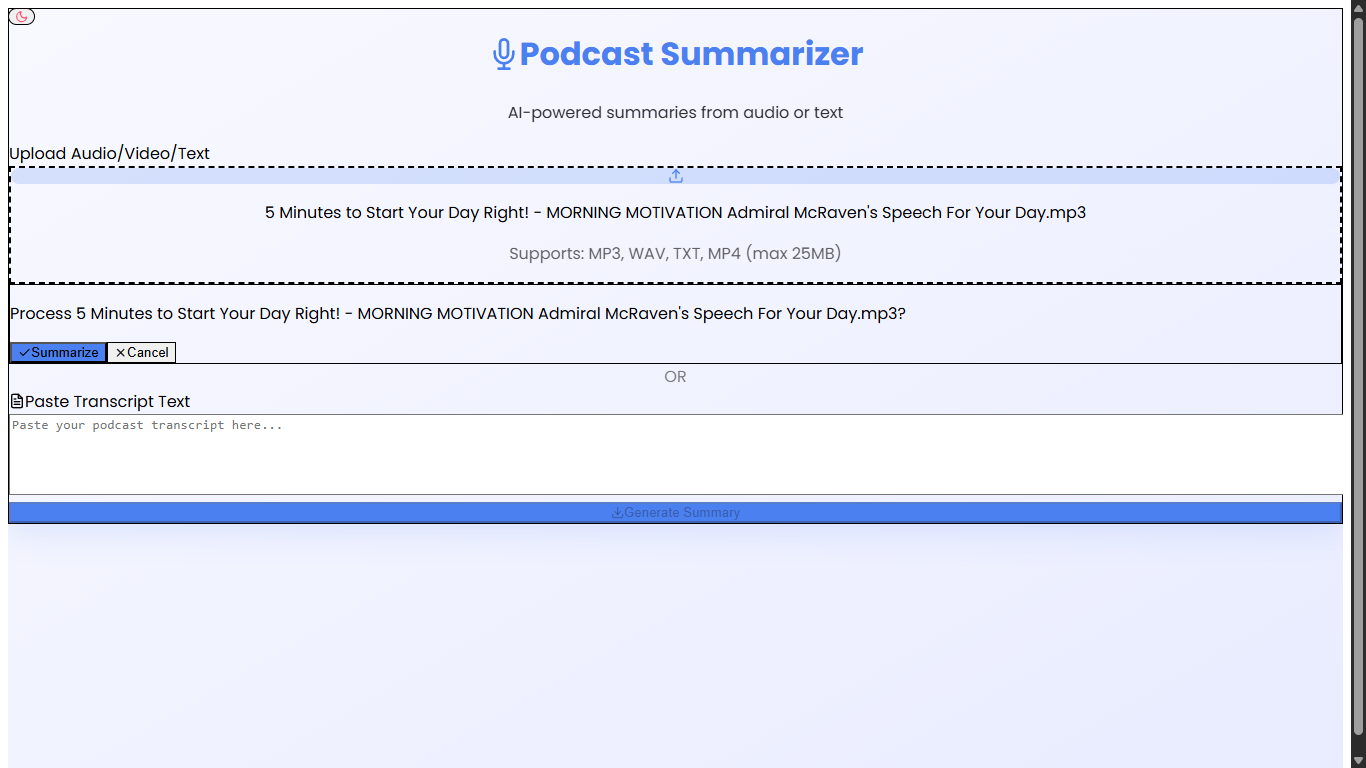 Podcast Summarizer
AI-powered summaries from audio or text
Upload Audio/Video/Text
5 Minutes to Start Your Day Right! - MORNING MOTIVATION Admiral McRaven's Speech For Your Day.mp3
Supports: MP3, WAV, TXT, MP4 (max 25MB)
Process 5 Minutes to Start Your Day Right! - MORNING MOTIVATION Admiral McRaven's Speech For Your Day.mp3?
Summarize Cancel
OR
Paste Transcript Text
Paste your podcast transcript here...
Generate Summary